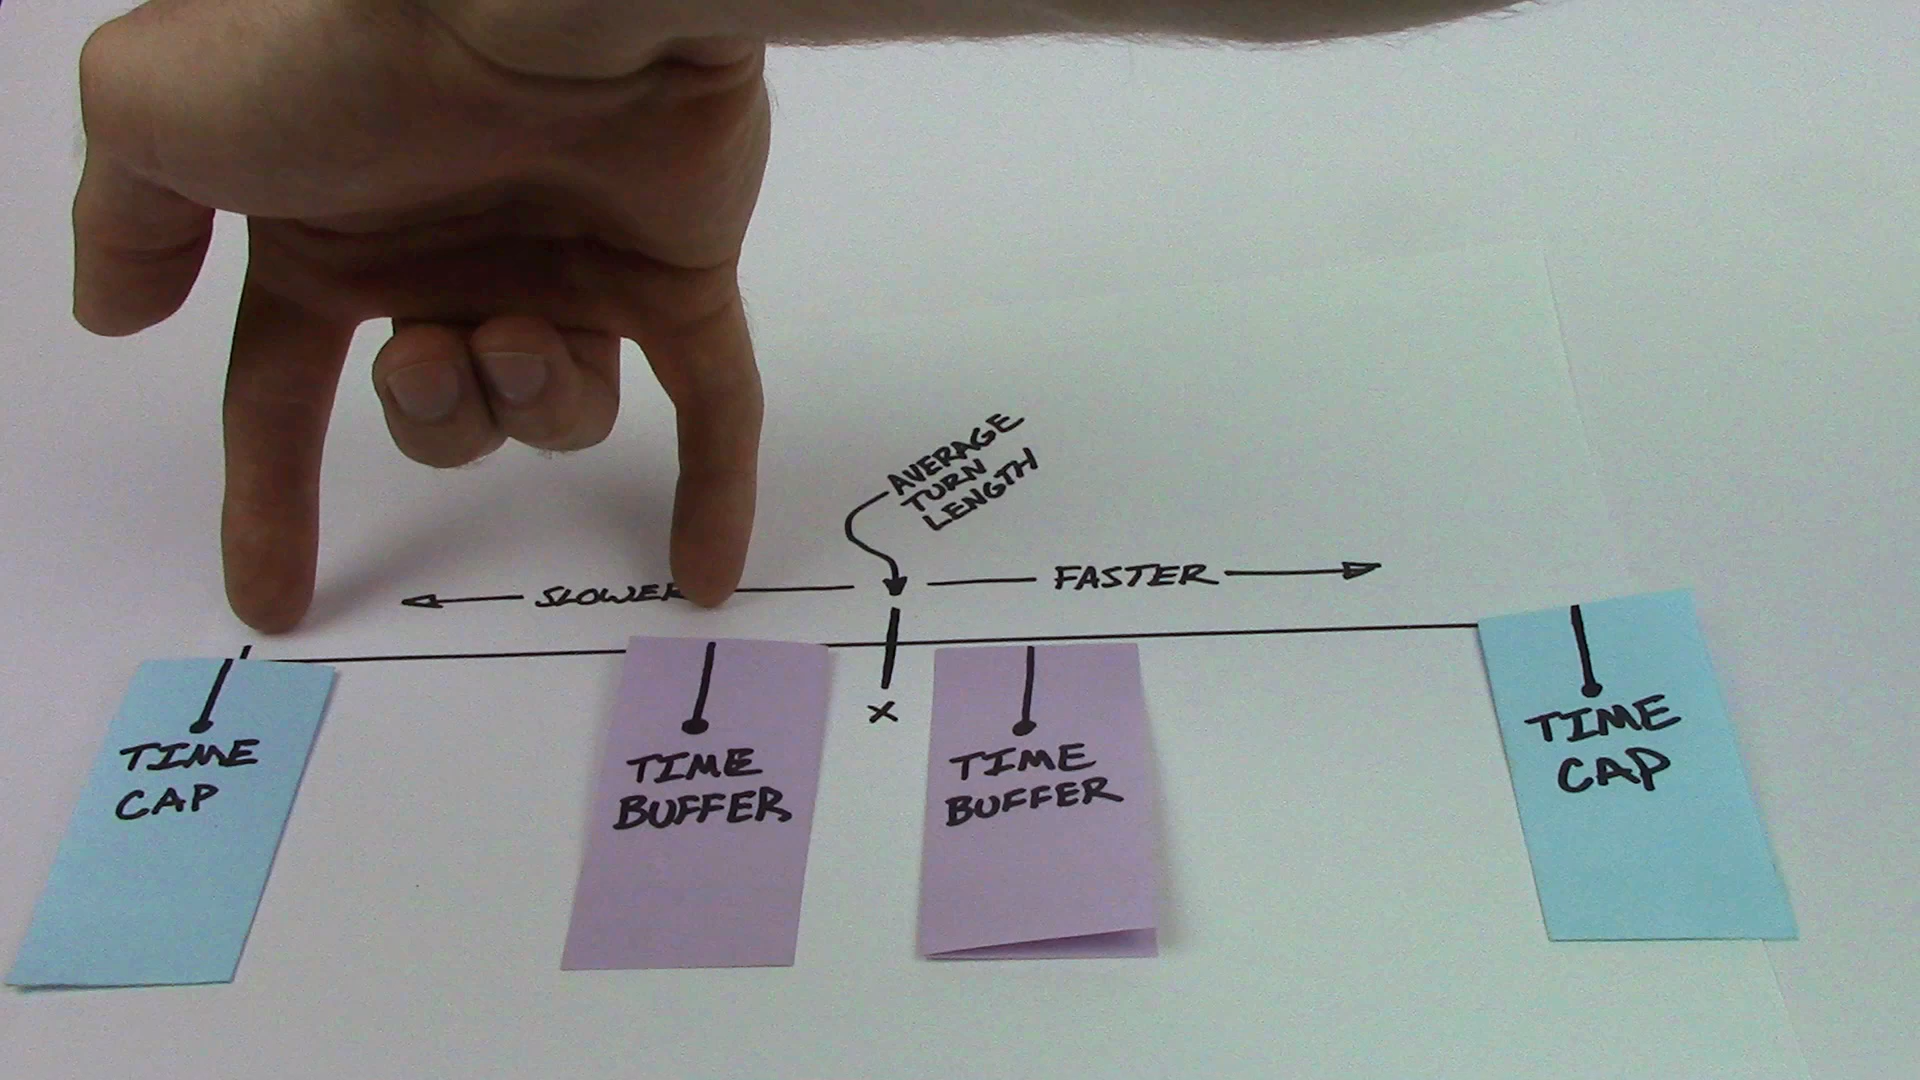 AVERAGE
TURN
LENGTH
SLOWER
FASTER
x
TIME
CAP
TIME
BUFFER
TIME
BUFFER
TIME
CAP